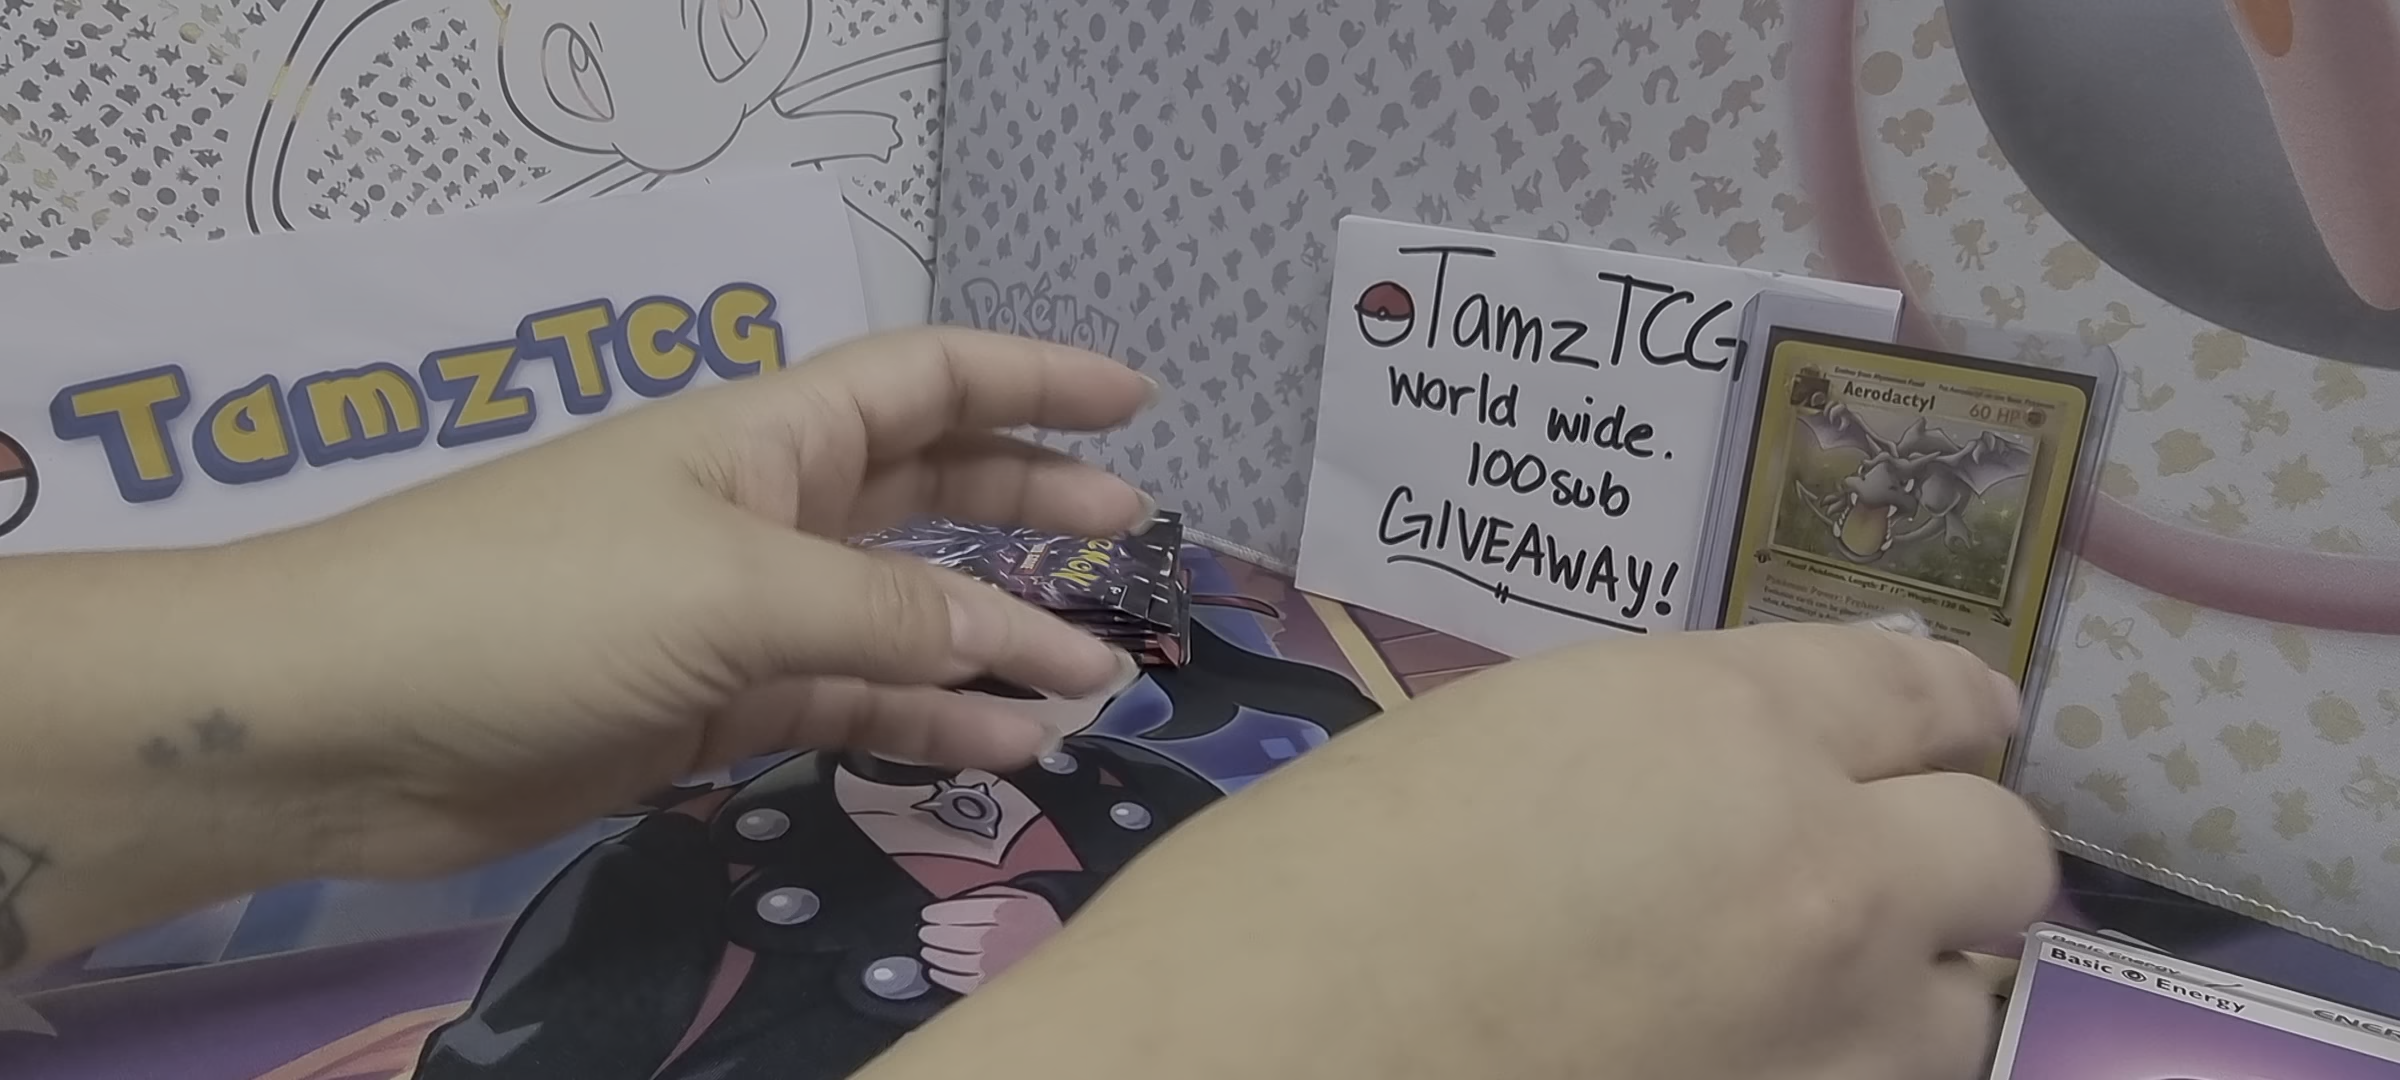 TamzTCG
Pokémon
TamzTCG
World wide.
100sub
GIVEAWAY!
Aerodactyl
60 HP
Basic Energy
Basic Energy